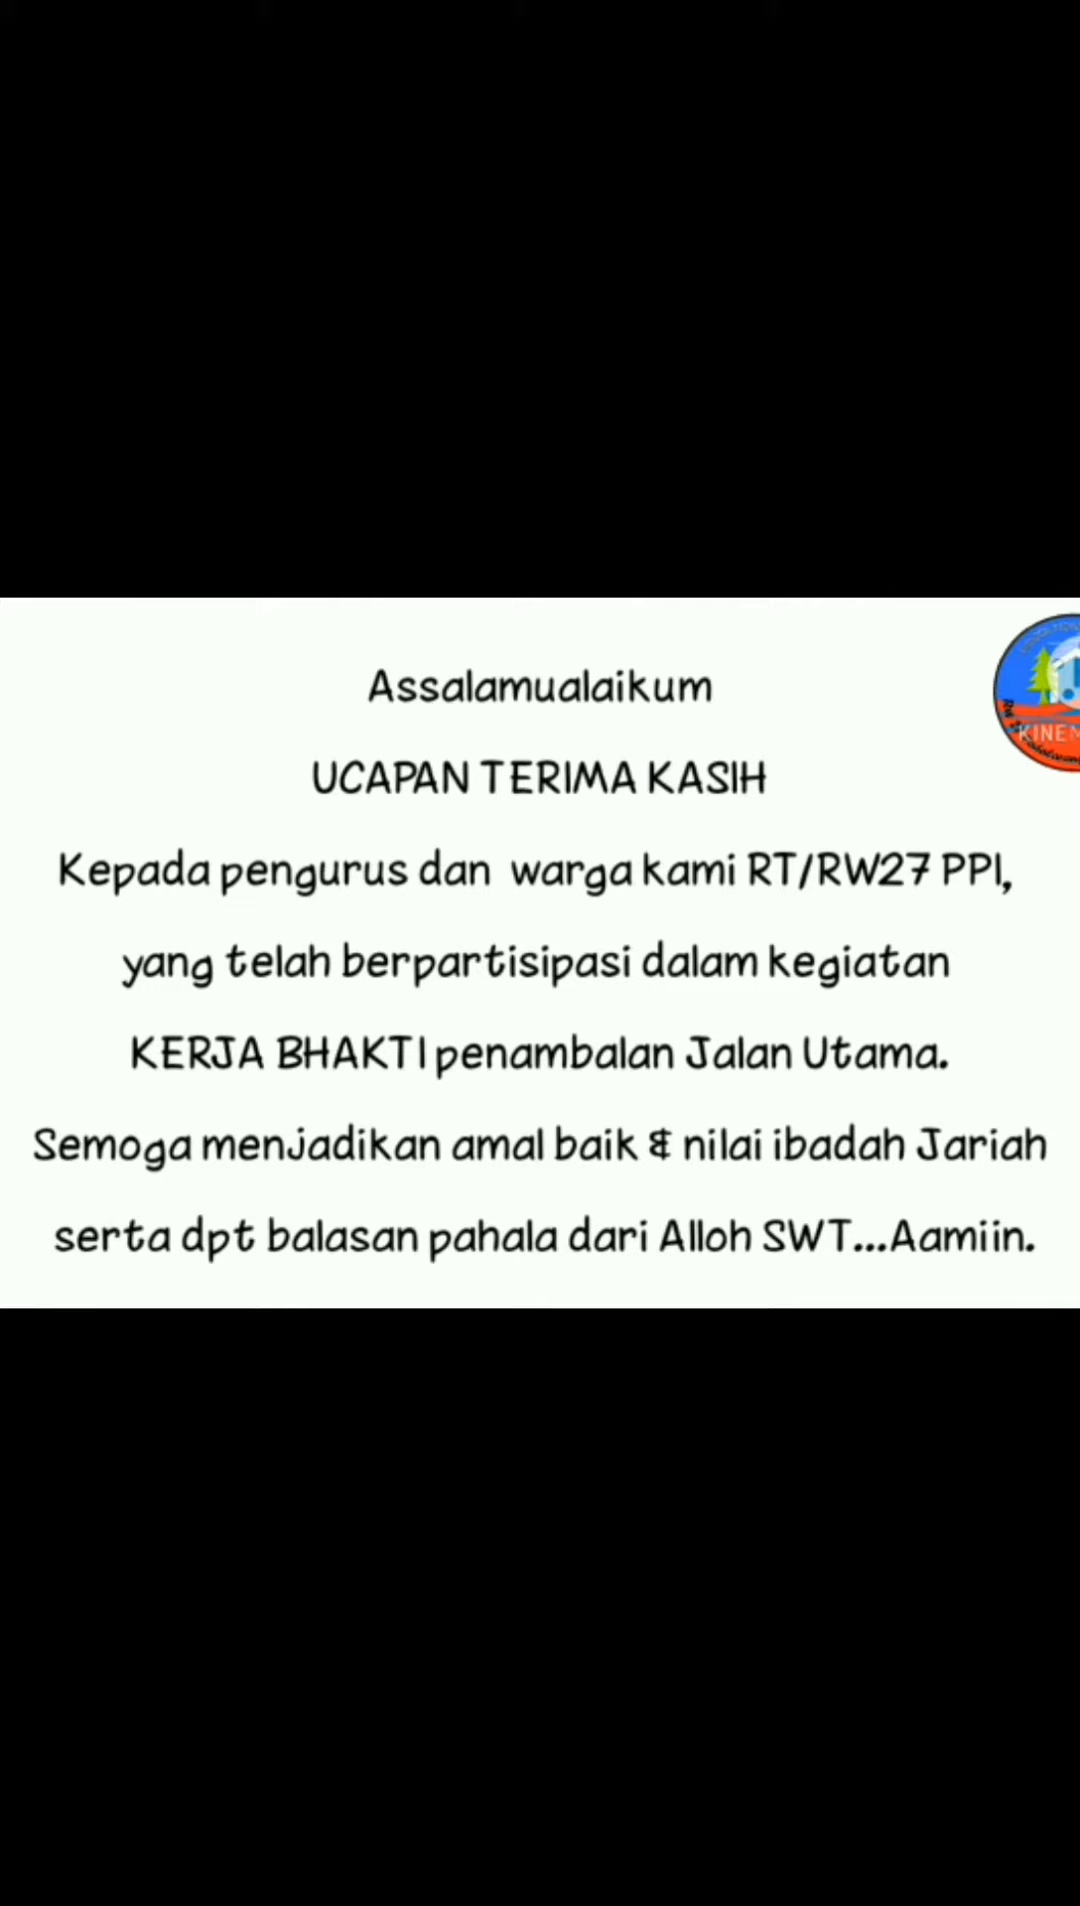 Assalamualaikum
UCAPAN TERIMA KASIH
Kepada pengurus dan warga kami RT/RW27 PPI,
yang telah berpartisipasi dalam kegiatan
KERJA BHAKTI penambalan Jalan Utama.
Semoga menjadikan amal baik & nilai ibadah Jariah
serta dpt balasan pahala dari Alloh SWT...Aamiin.